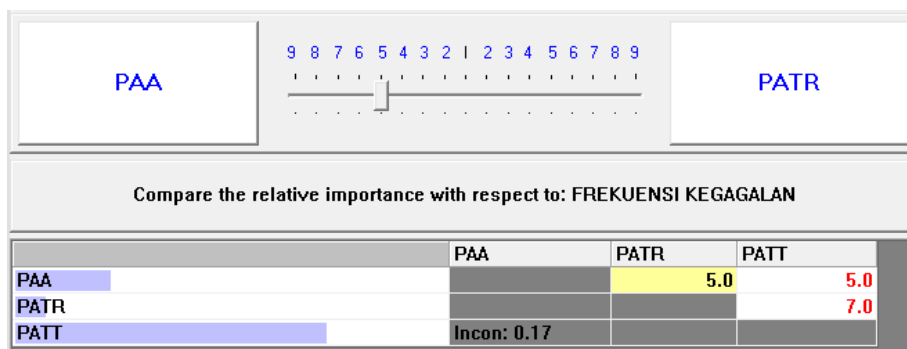 PAA
9 8 7 6 5 4 3 2 1 2 3 4 5 6 7 8 9
PATR
Compare the relative importance with respect to: FREKUENSI KEGAGALAN
PAA PATR PATT
PAA 5.0 5.0
PATR 7.0
PATT Incon: 0.17